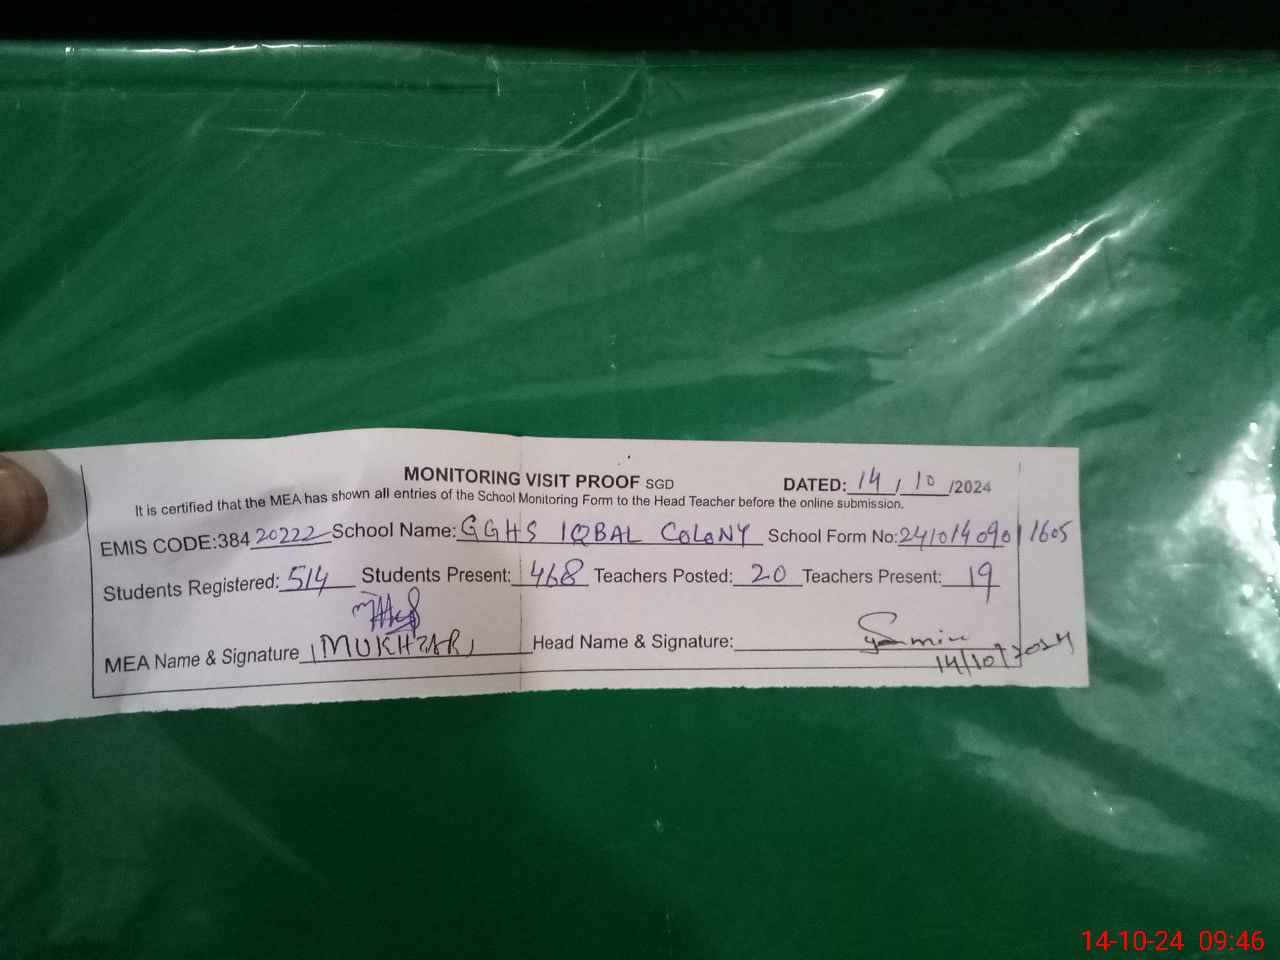 MONITORING VISIT PROOF SGD DATED: 14 / 10 /2024
It is certified that the MEA has shown all entries of the School Monitoring Form to the Head Teacher before the online submission.
EMIS CODE:384 20222 School Name: GGHS IQBAL COLONY School Form No: 241014090 1605
Students Registered: 514 Students Present: 468 Teachers Posted: 20 Teachers Present: 19
MEA Name & Signature MUKHTAR Head Name & Signature:
14/10/2024
14-10-24 09:46